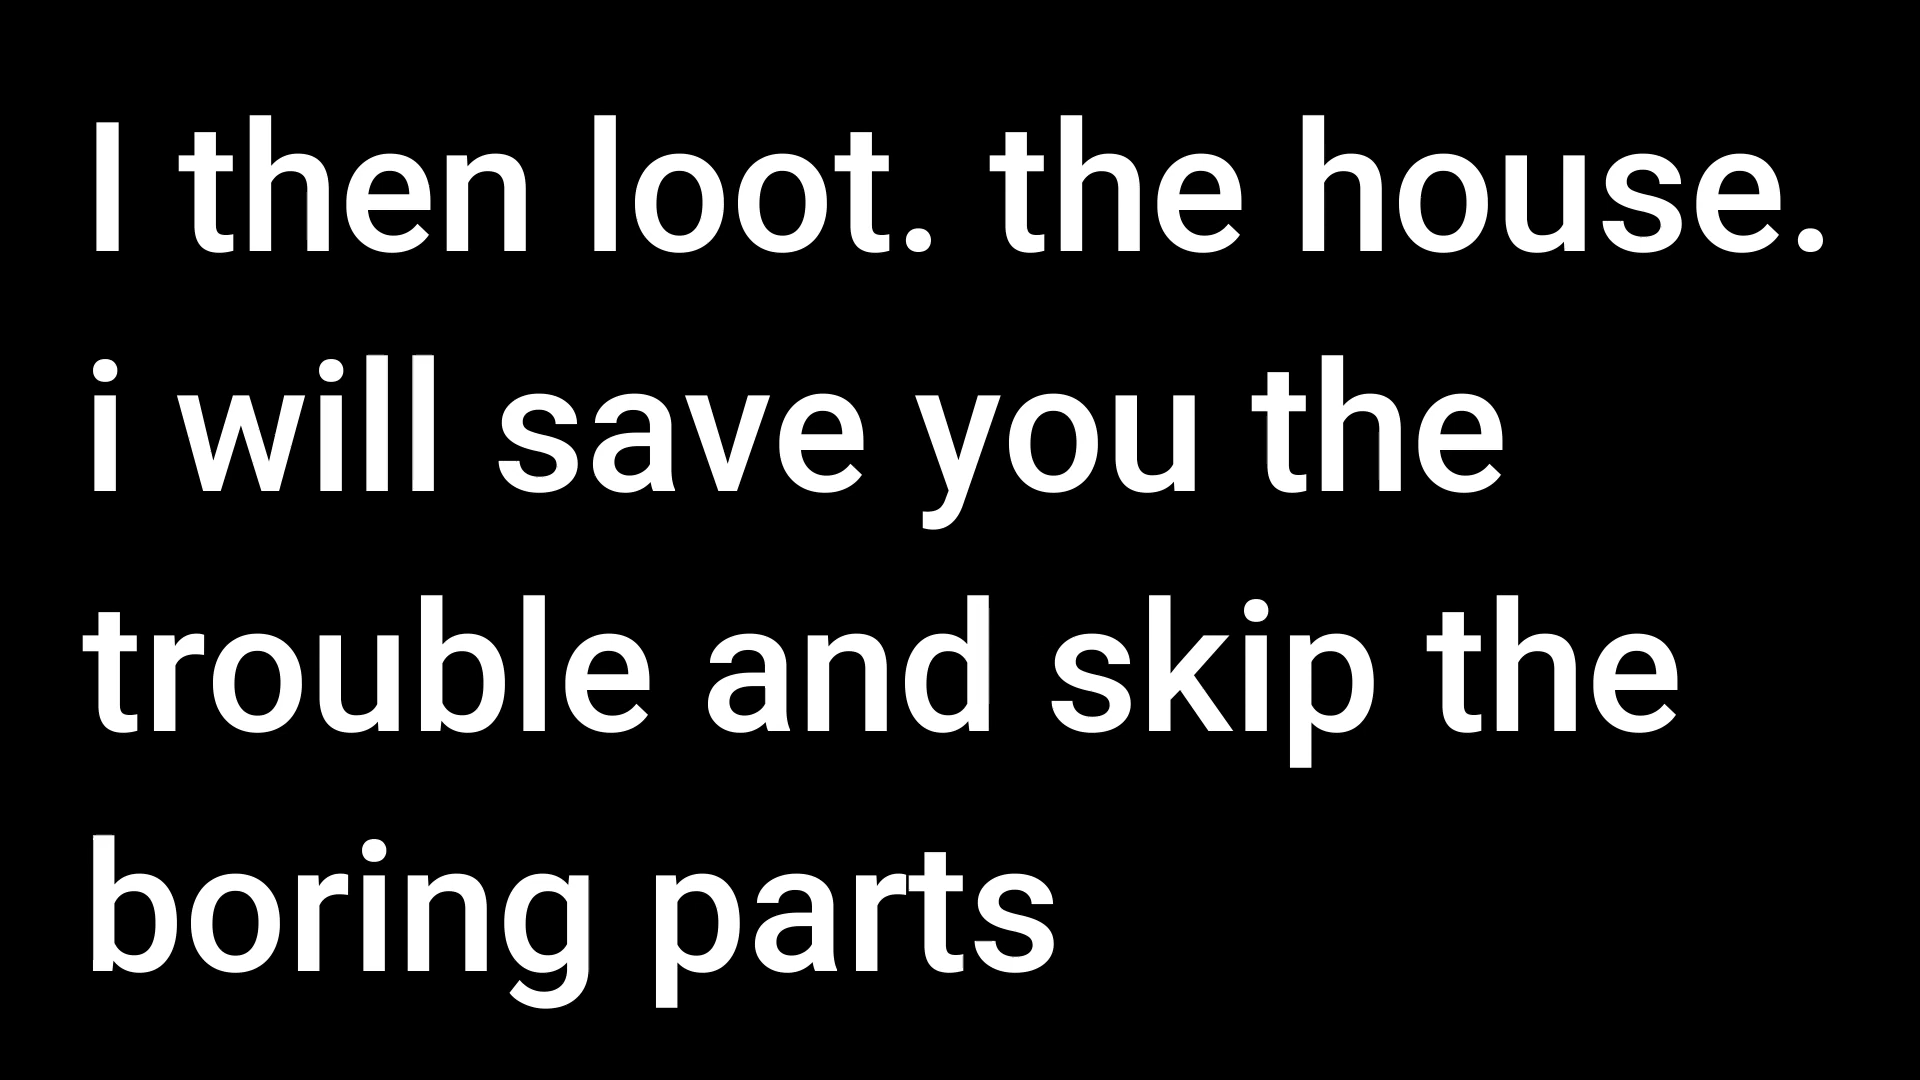 I then loot. the house.
i will save you the
trouble and skip the
boring parts